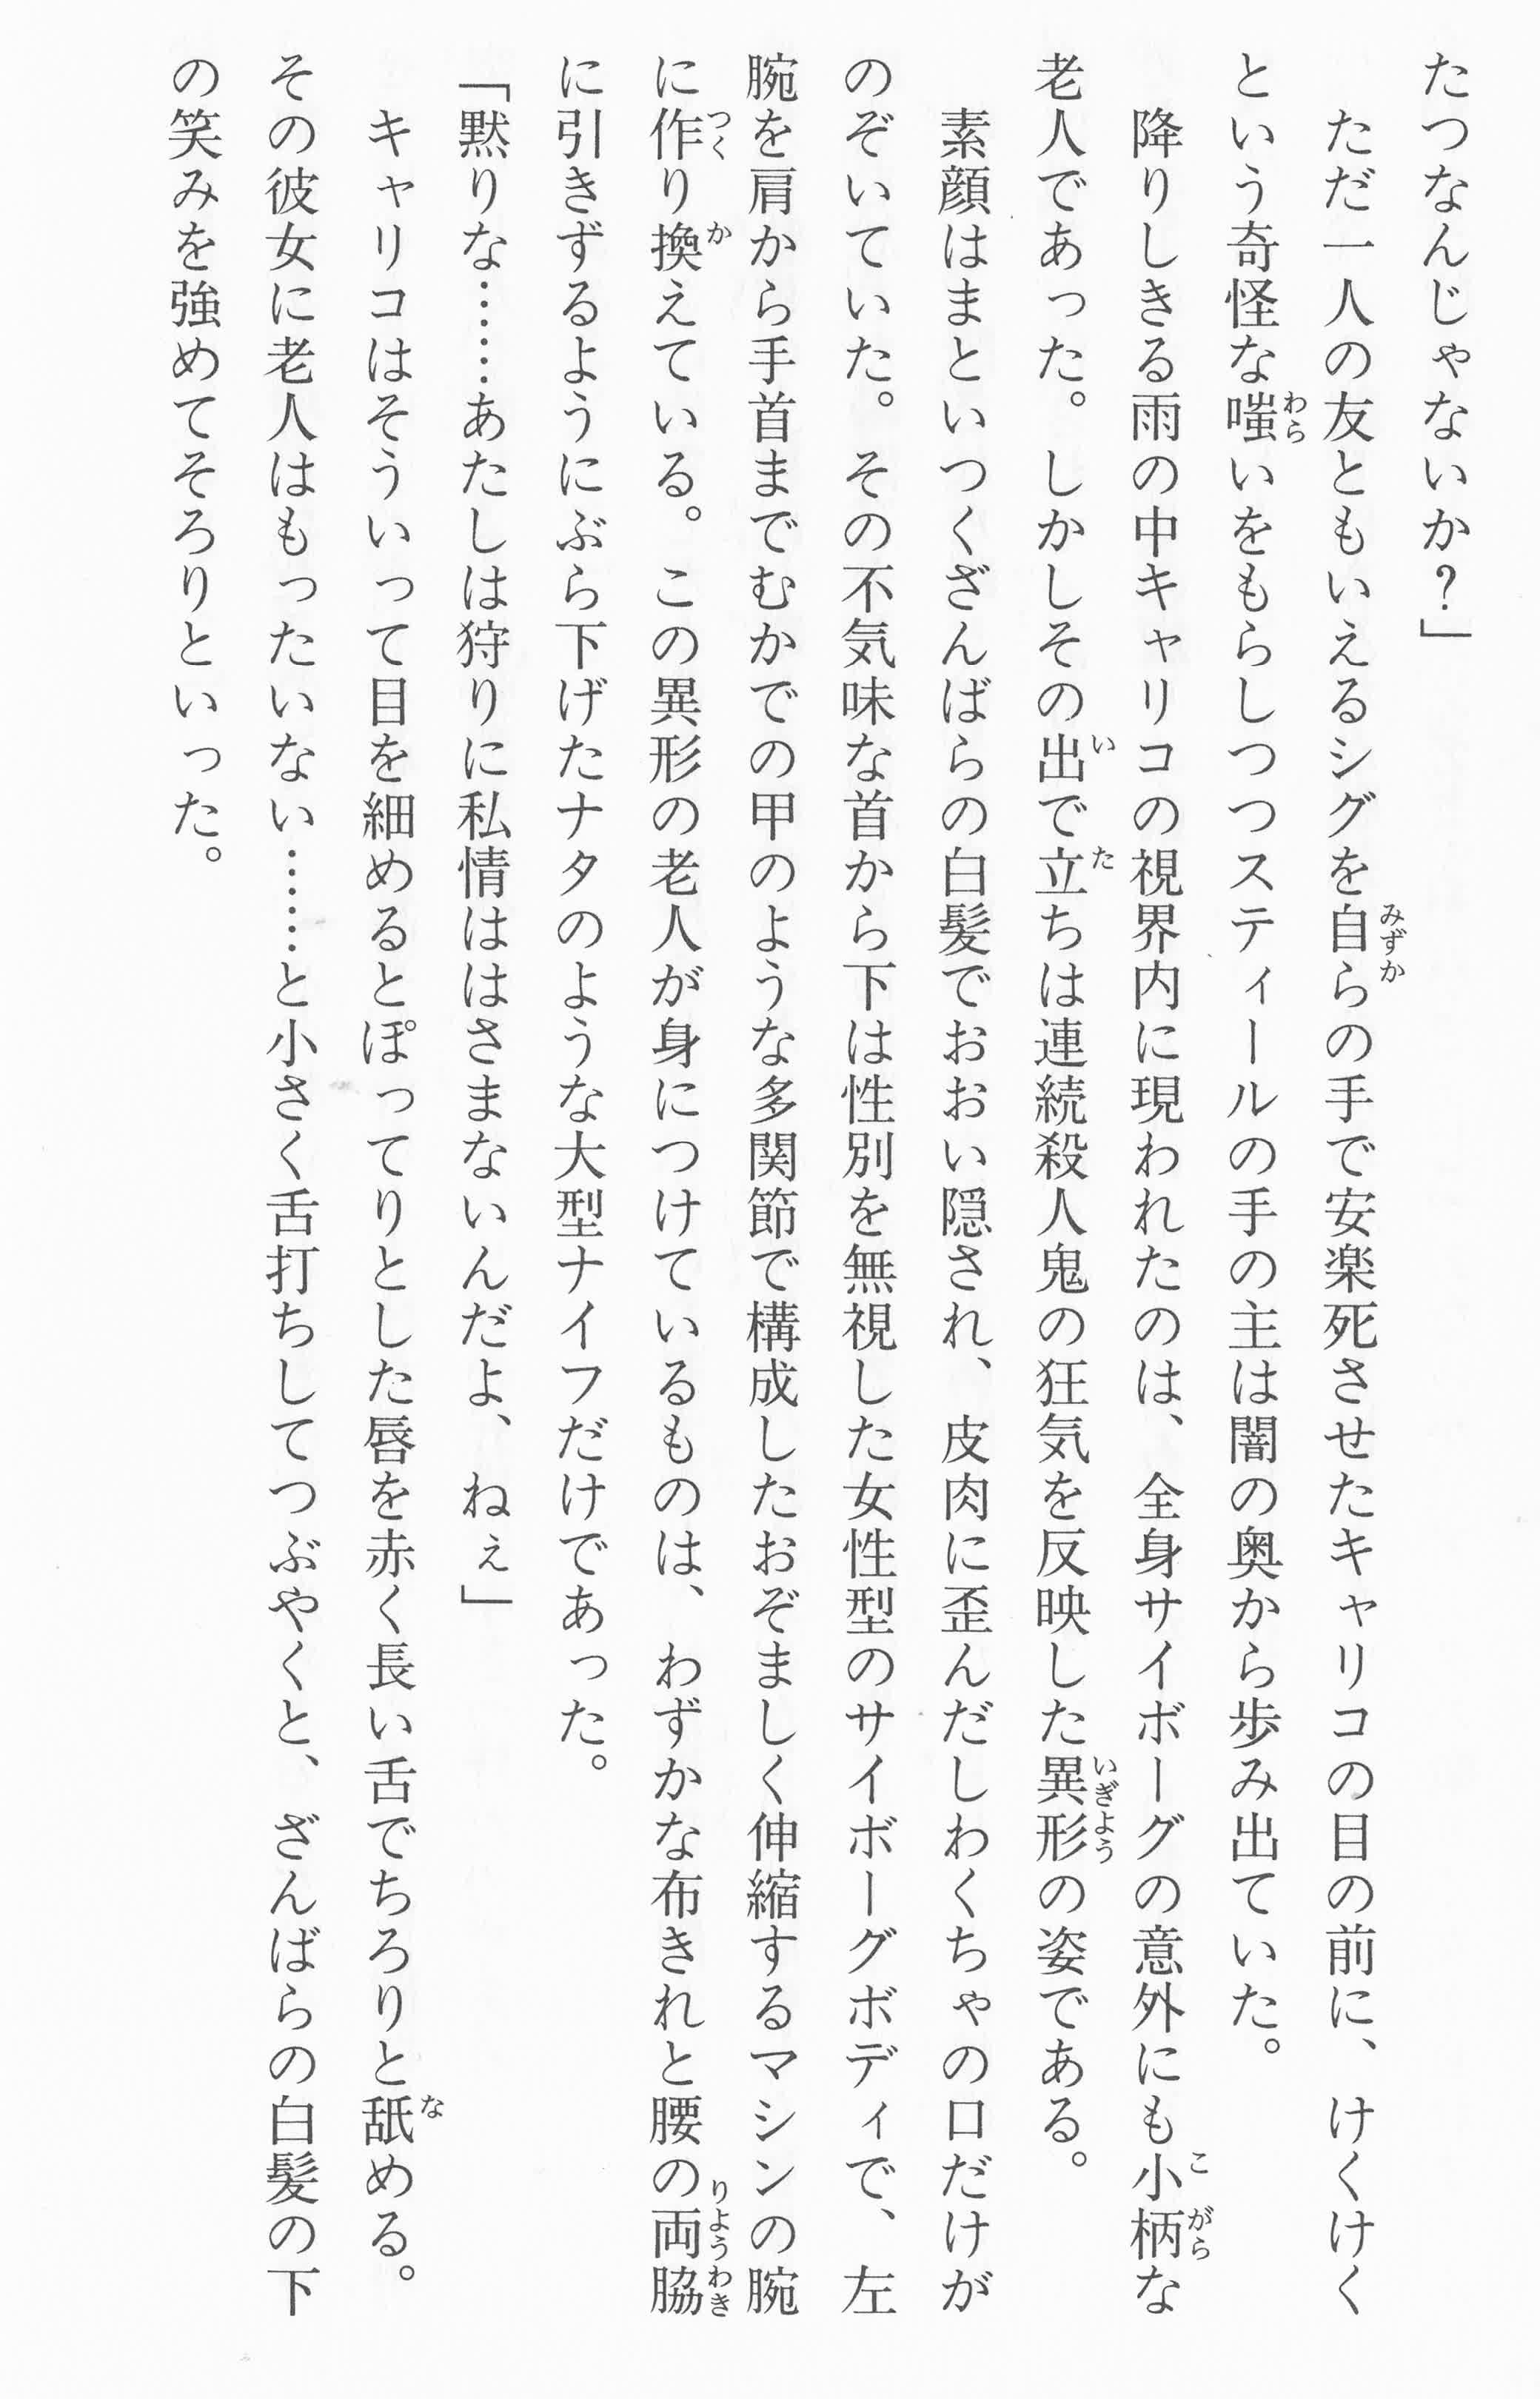 たつなんじゃないか？」
　ただ一人の友ともいえるシグを自らの手で安楽死させたキャリコの目の前に、けくけく
という奇怪な嗤いをもらしつつスティールの手の主は闇の奥から歩み出ていた。
　降りしきる雨の中キャリコの視界内に現われたのは、全身サイボーグの意外にも小柄な
老人であった。しかしその出で立ちは連続殺人鬼の狂気を反映した異形の姿である。
　素顔はまといつくざんばらの白髪でおおい隠され、皮肉に歪んだしわくちゃの口だけが
のぞいていた。その不気味な首から下は性別を無視した女性型のサイボーグボディで、左
腕を肩から手首までむかでの甲のような多関節で構成したおぞましく伸縮するマシンの腕
に作り換えている。この異形の老人が身につけているものは、わずかな布きれと腰の両脇
に引きずるようにぶら下げたナタのような大型ナイフだけであった。
「黙りな……あたしは狩りに私情ははさまないんだよ、ねぇ」
　キャリコはそういって目を細めるとぽってりとした唇を赤く長い舌でちろりと舐める。
その彼女に老人はもったいない……と小さく舌打ちしてつぶやくと、ざんばらの白髪の下
の笑みを強めてそろりといった。